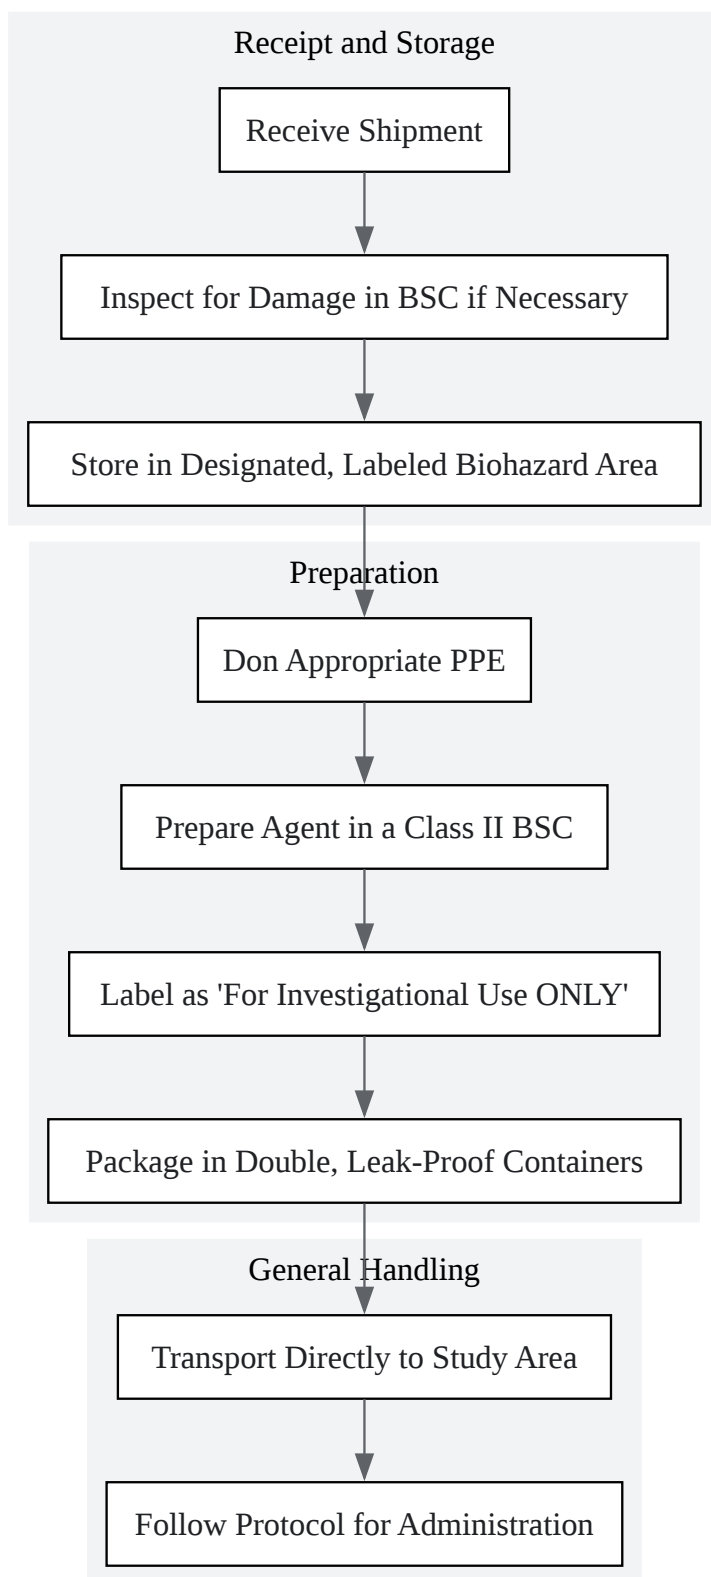 Receipt and Storage
Receive Shipment
Inspect for Damage in BSC if Necessary
Store in Designated, Labeled Biohazard Area
Preparation
Don Appropriate PPE
Prepare Agent in a Class II BSC
Label as 'For Investigational Use ONLY'
Package in Double, Leak-Proof Containers
General Handling
Transport Directly to Study Area
Follow Protocol for Administration